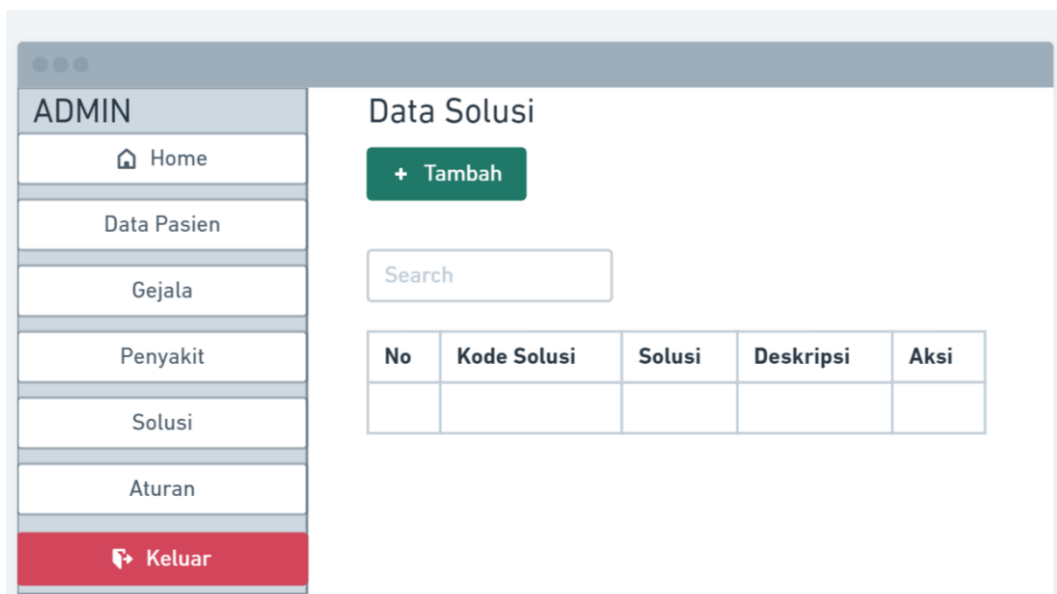 ADMIN
Home
Data Pasien
Gejala
Penyakit
Solusi
Aturan
Keluar
Data Solusi
+ Tambah
Search
No Kode Solusi Solusi Deskripsi Aksi